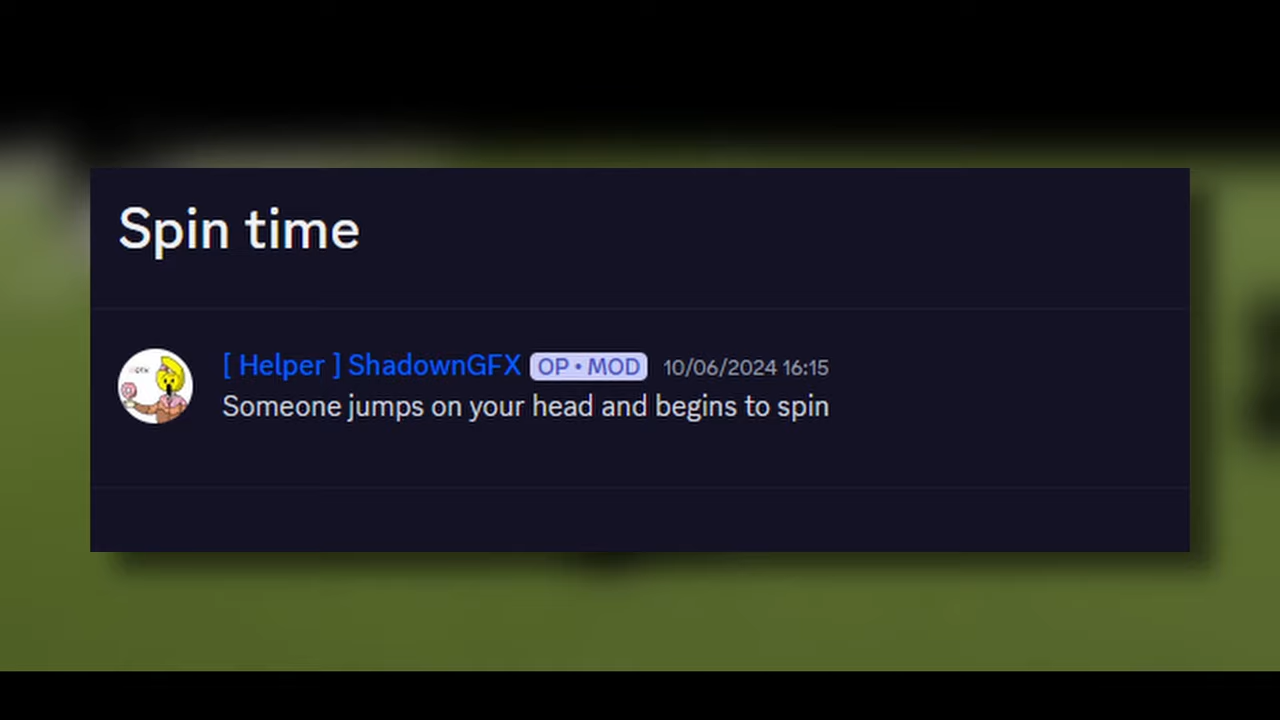 Spin time
[ Helper ] ShadownGFX OP • MOD 10/06/2024 16:15
Someone jumps on your head and begins to spin